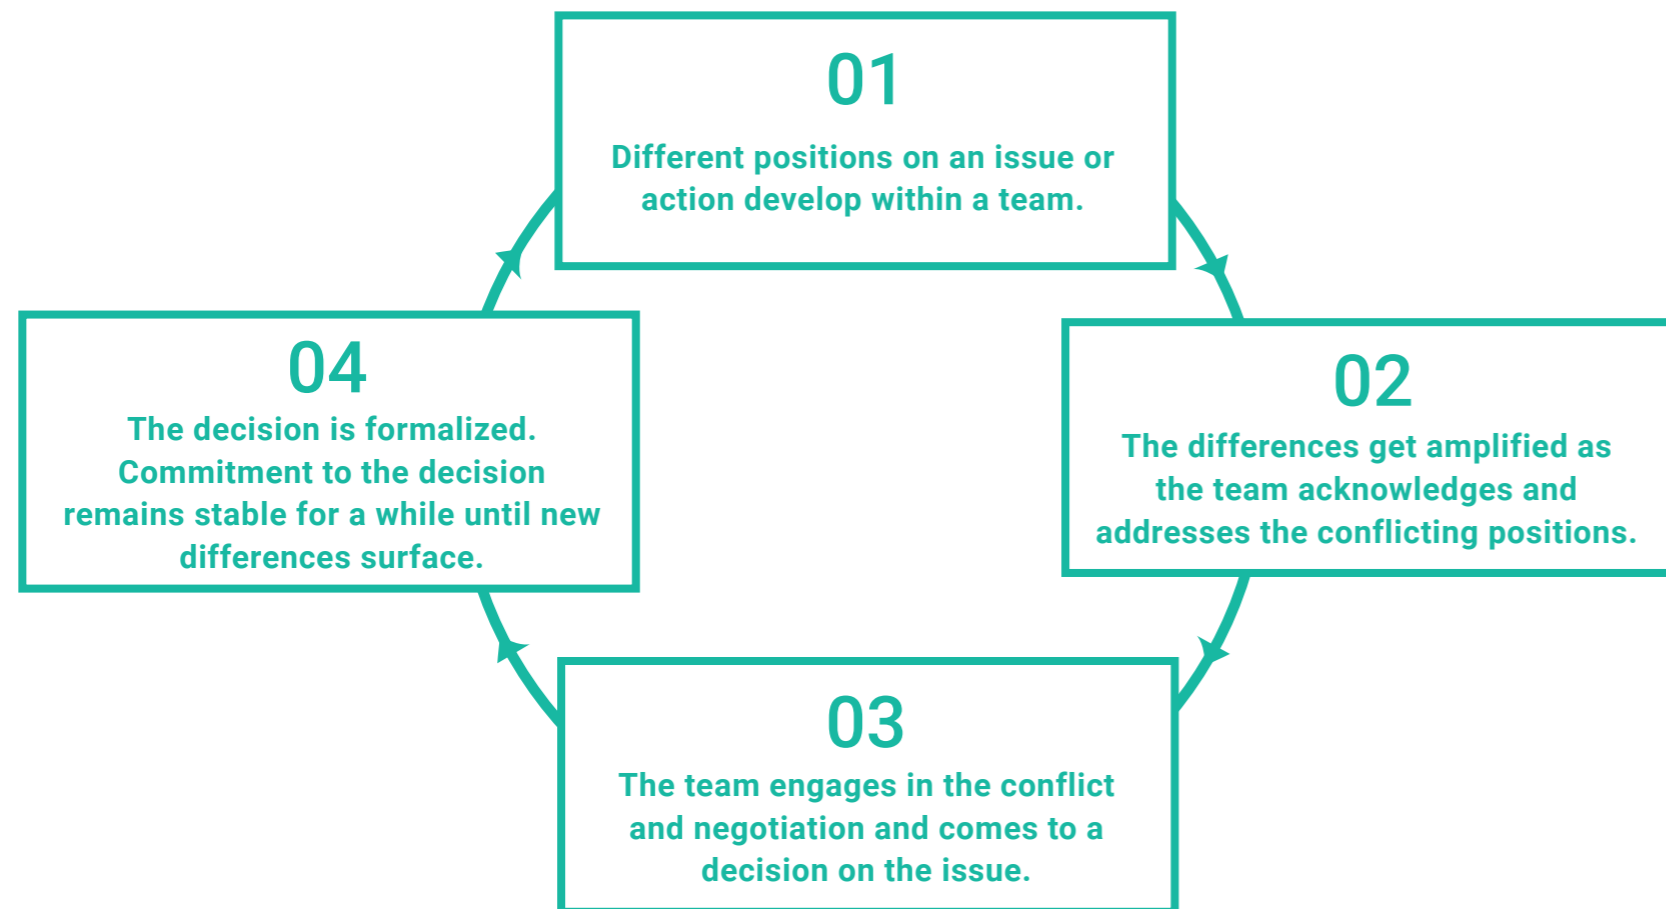 01
Different positions on an issue or
action develop within a team.
02
The differences get amplified as
the team acknowledges and
addresses the conflicting positions.
03
The team engages in the conflict
and negotiation and comes to a
decision on the issue.
04
The decision is formalized.
Commitment to the decision
remains stable for a while until new
differences surface.